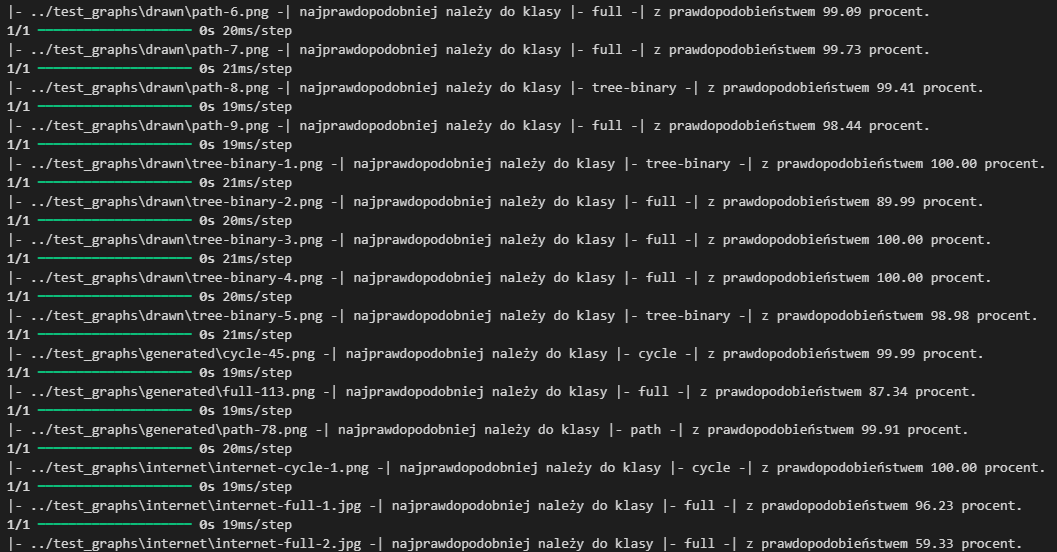 |- ../test_graphs\drawn\path-6.png -| najprawdopodobniej należy do klasy |- full -| z prawdopodobieństwem 99.09 procent.
1/1 ━━━━━━━━━━━━━━━━━━━━ 0s 20ms/step
|- ../test_graphs\drawn\path-7.png -| najprawdopodobniej należy do klasy |- full -| z prawdopodobieństwem 99.73 procent.
1/1 ━━━━━━━━━━━━━━━━━━━━ 0s 21ms/step
|- ../test_graphs\drawn\path-8.png -| najprawdopodobniej należy do klasy |- tree-binary -| z prawdopodobieństwem 99.41 procent.
1/1 ━━━━━━━━━━━━━━━━━━━━ 0s 19ms/step
|- ../test_graphs\drawn\path-9.png -| najprawdopodobniej należy do klasy |- full -| z prawdopodobieństwem 98.44 procent.
1/1 ━━━━━━━━━━━━━━━━━━━━ 0s 19ms/step
|- ../test_graphs\drawn\tree-binary-1.png -| najprawdopodobniej należy do klasy |- tree-binary -| z prawdopodobieństwem 100.00 procent.
1/1 ━━━━━━━━━━━━━━━━━━━━ 0s 21ms/step
|- ../test_graphs\drawn\tree-binary-2.png -| najprawdopodobniej należy do klasy |- full -| z prawdopodobieństwem 89.99 procent.
1/1 ━━━━━━━━━━━━━━━━━━━━ 0s 20ms/step
|- ../test_graphs\drawn\tree-binary-3.png -| najprawdopodobniej należy do klasy |- full -| z prawdopodobieństwem 100.00 procent.
1/1 ━━━━━━━━━━━━━━━━━━━━ 0s 21ms/step
|- ../test_graphs\drawn\tree-binary-4.png -| najprawdopodobniej należy do klasy |- full -| z prawdopodobieństwem 100.00 procent.
1/1 ━━━━━━━━━━━━━━━━━━━━ 0s 20ms/step
|- ../test_graphs\drawn\tree-binary-5.png -| najprawdopodobniej należy do klasy |- tree-binary -| z prawdopodobieństwem 98.98 procent.
1/1 ━━━━━━━━━━━━━━━━━━━━ 0s 21ms/step
|- ../test_graphs\generated\cycle-45.png -| najprawdopodobniej należy do klasy |- cycle -| z prawdopodobieństwem 99.99 procent.
1/1 ━━━━━━━━━━━━━━━━━━━━ 0s 19ms/step
|- ../test_graphs\generated\full-113.png -| najprawdopodobniej należy do klasy |- full -| z prawdopodobieństwem 87.34 procent.
1/1 ━━━━━━━━━━━━━━━━━━━━ 0s 19ms/step
|- ../test_graphs\generated\path-78.png -| najprawdopodobniej należy do klasy |- path -| z prawdopodobieństwem 99.91 procent.
1/1 ━━━━━━━━━━━━━━━━━━━━ 0s 20ms/step
|- ../test_graphs\internet\internet-cycle-1.png -| najprawdopodobniej należy do klasy |- cycle -| z prawdopodobieństwem 100.00 procent.
1/1 ━━━━━━━━━━━━━━━━━━━━ 0s 19ms/step
|- ../test_graphs\internet\internet-full-1.jpg -| najprawdopodobniej należy do klasy |- full -| z prawdopodobieństwem 96.23 procent.
1/1 ━━━━━━━━━━━━━━━━━━━━ 0s 19ms/step
|- ../test_graphs\internet\internet-full-2.jpg -| najprawdopodobniej należy do klasy |- full -| z prawdopodobieństwem 59.33 procent.